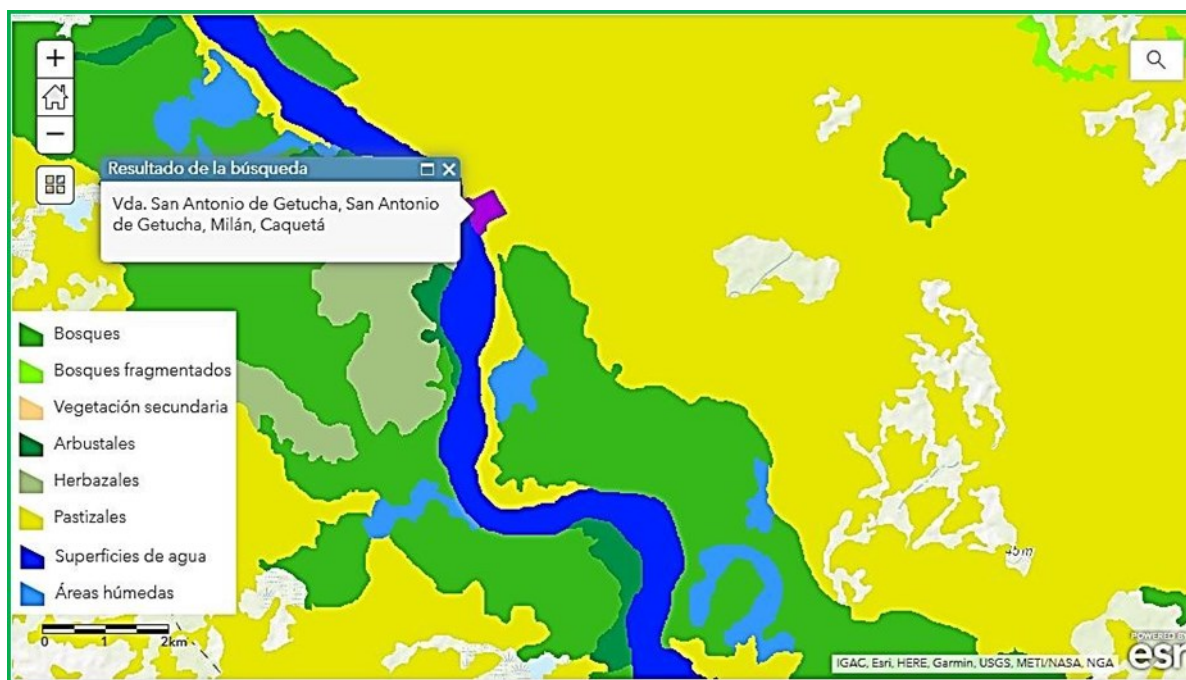 +
−
Resultado de la búsqueda
Vda. San Antonio de Getucha, San Antonio
de Getucha, Milán, Caquetá
Bosques
Bosques fragmentados
Vegetación secundaria
Arbustales
Herbazales
Pastizales
Superficies de agua
Áreas húmedas
0 1 2km
IGAC, Esri, HERE, Garmin, USGS, METI/NASA, NGA
POWERED BY
esri